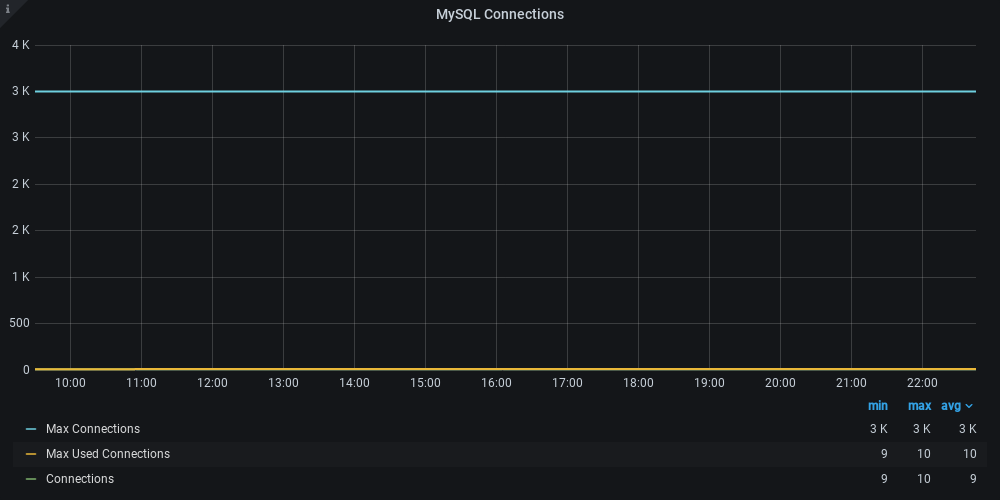 i
MySQL Connections
4 K
3 K
3 K
2 K
2 K
1 K
500
0
10:00 11:00 12:00 13:00 14:00 15:00 16:00 17:00 18:00 19:00 20:00 21:00 22:00
min max avg
Max Connections 3 K 3 K 3 K
Max Used Connections 9 10 10
Connections 9 10 9